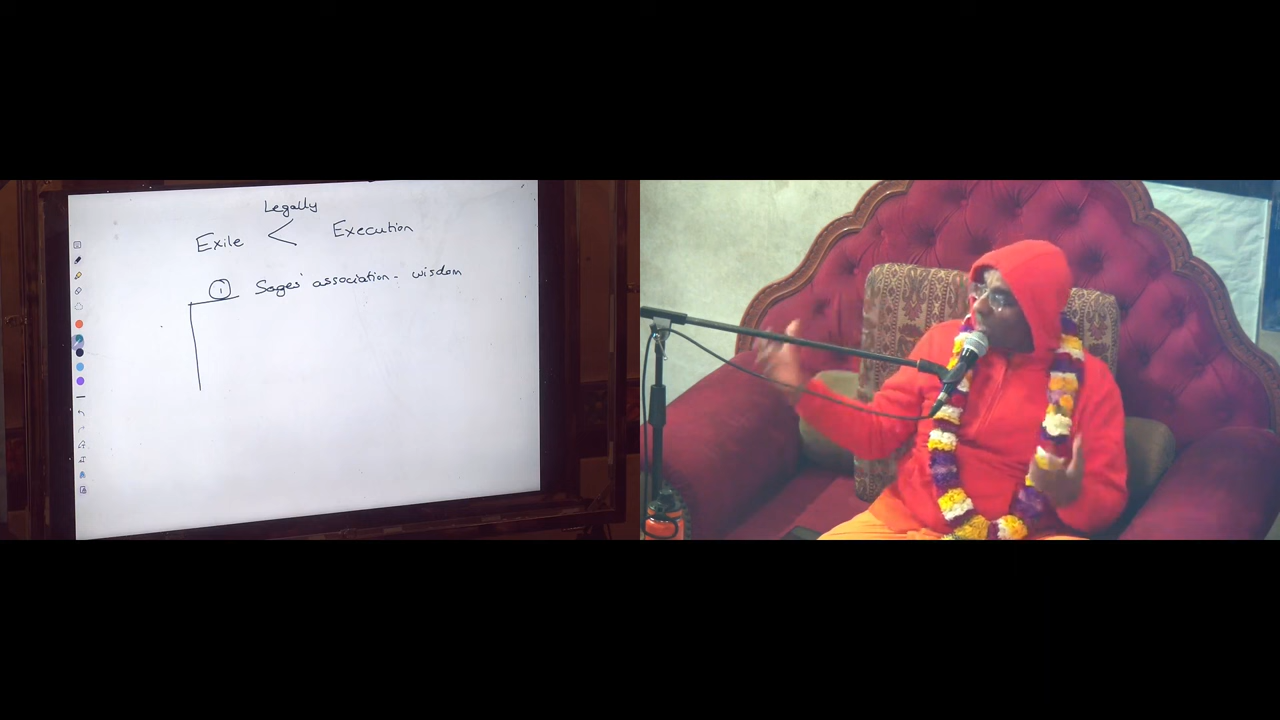 Legally
Exile < Execution
① Sages' association - wisdom